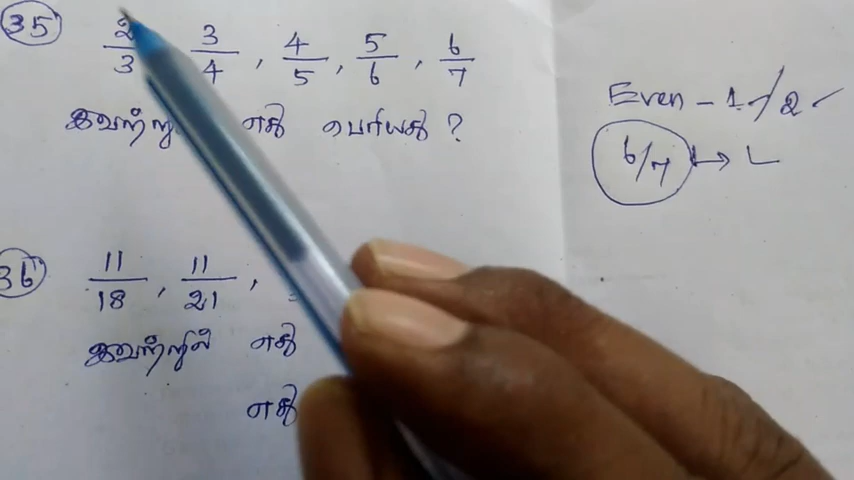 35 2/3, 3/4, 4/5, 5/6, 6/7
எது பெரியது ?
Even - 1 / 2 ✓
6/7 → L
36 11/18, 11/21,
இவற்றில் எது
எது